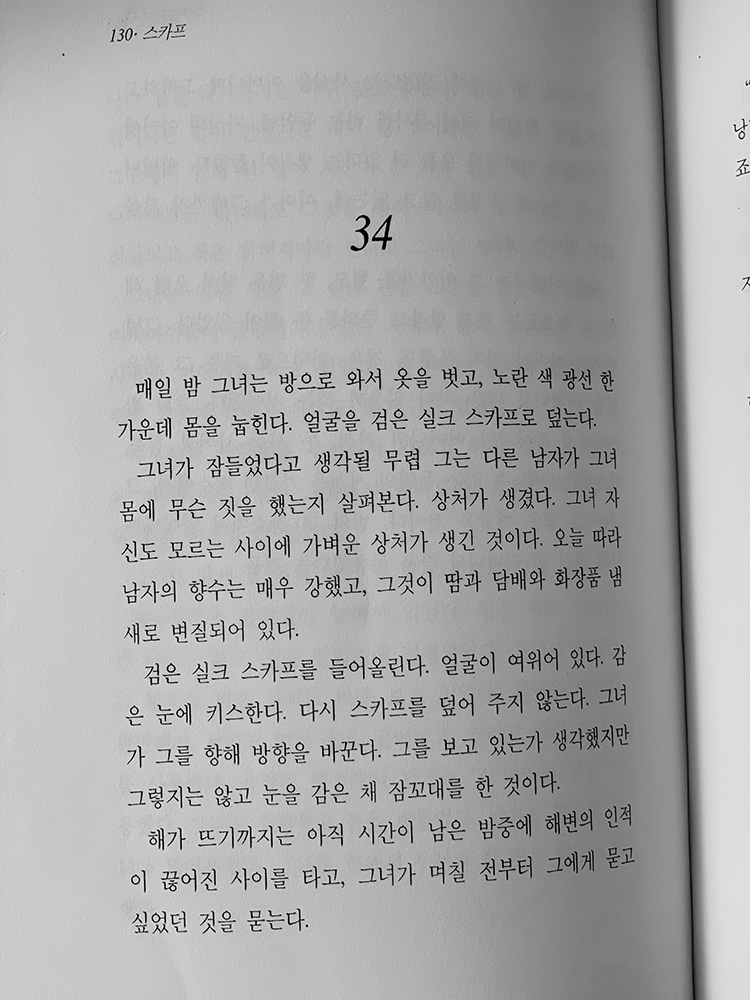 130· 스카프
34
매일 밤 그녀는 방으로 와서 옷을 벗고, 노란 색 광선 한
가운데 몸을 눕힌다. 얼굴을 검은 실크 스카프로 덮는다.
그녀가 잠들었다고 생각될 무렵 그는 다른 남자가 그녀
몸에 무슨 짓을 했는지 살펴본다. 상처가 생겼다. 그녀 자
신도 모르는 사이에 가벼운 상처가 생긴 것이다. 오늘 따라
남자의 향수는 매우 강했고, 그것이 땀과 담배와 화장품 냄
새로 변질되어 있다.
검은 실크 스카프를 들어올린다. 얼굴이 여위어 있다. 감
은 눈에 키스한다. 다시 스카프를 덮어 주지 않는다. 그녀
가 그를 향해 방향을 바꾼다. 그를 보고 있는가 생각했지만
그렇지는 않고 눈을 감은 채 잠꼬대를 한 것이다.
해가 뜨기까지는 아직 시간이 남은 밤중에 해변의 인적
이 끊어진 사이를 타고, 그녀가 며칠 전부터 그에게 묻고
싶었던 것을 묻는다.